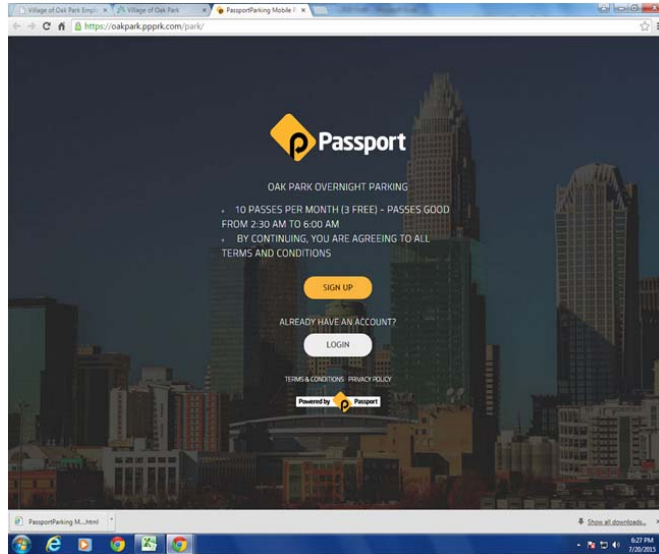 Village of Oak Park Emplo
Village of Oak Park
PassportParking Mobile F
https://oakpark.ppprk.com/park/
Passport
OAK PARK OVERNIGHT PARKING
• 10 PASSES PER MONTH (3 FREE) - PASSES GOOD
FROM 2:30 AM TO 6:00 AM
• BY CONTINUING, YOU ARE AGREEING TO ALL
TERMS AND CONDITIONS
SIGN UP
ALREADY HAVE AN ACCOUNT?
LOGIN
TERMS & CONDITIONS PRIVACY POLICY
Powered by Passport
PassportParking M...html
Show all downloads...
6:27 PM
7/20/2015